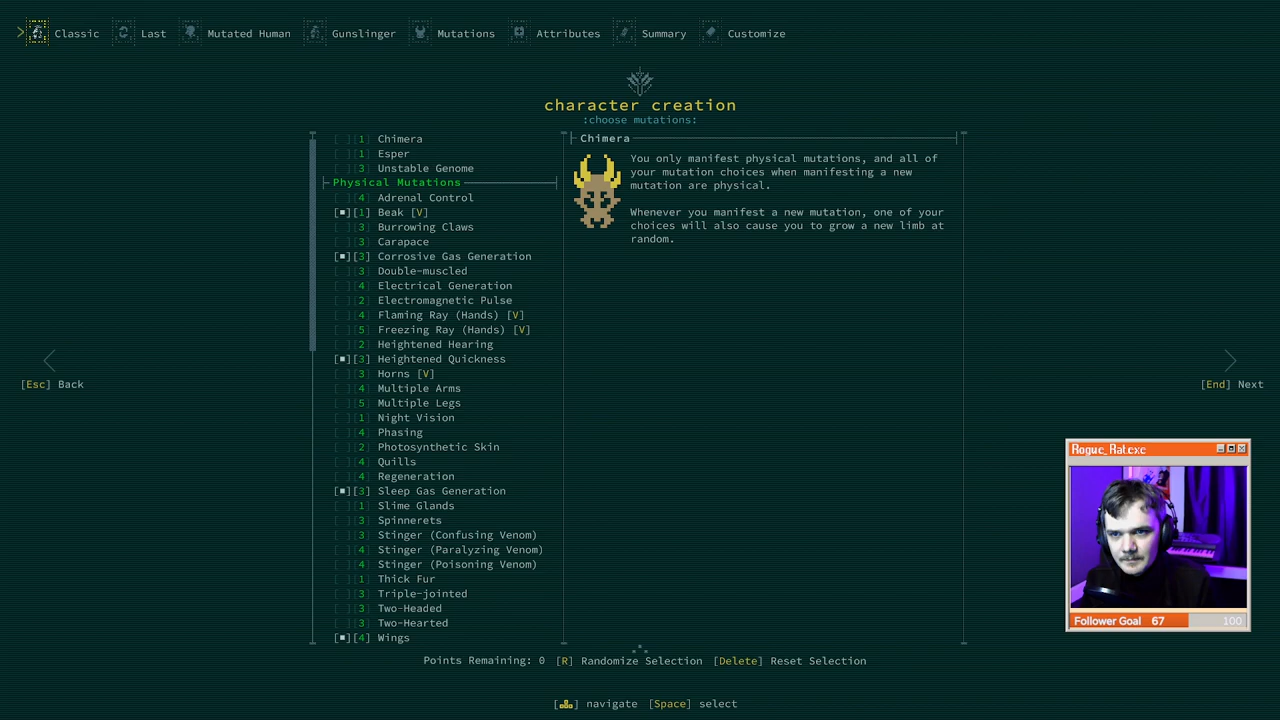 > Classic Last Mutated Human Gunslinger Mutations Attributes Summary Customize
character creation
:choose mutations:
[ ][1] Chimera
[ ][1] Esper
[ ][3] Unstable Genome
Physical Mutations
[ ][4] Adrenal Control
[■][1] Beak [V]
[ ][3] Burrowing Claws
[ ][3] Carapace
[■][3] Corrosive Gas Generation
[ ][3] Double-muscled
[ ][4] Electrical Generation
[ ][2] Electromagnetic Pulse
[ ][4] Flaming Ray (Hands) [V]
[ ][5] Freezing Ray (Hands) [V]
[ ][2] Heightened Hearing
[■][3] Heightened Quickness
[ ][3] Horns [V]
[ ][4] Multiple Arms
[ ][5] Multiple Legs
[ ][1] Night Vision
[ ][4] Phasing
[ ][2] Photosynthetic Skin
[ ][4] Quills
[ ][4] Regeneration
[■][3] Sleep Gas Generation
[ ][1] Slime Glands
[ ][3] Spinnerets
[ ][3] Stinger (Confusing Venom)
[ ][4] Stinger (Paralyzing Venom)
[ ][4] Stinger (Poisoning Venom)
[ ][1] Thick Fur
[ ][3] Triple-jointed
[ ][3] Two-Headed
[ ][3] Two-Hearted
[■][4] Wings
Chimera
You only manifest physical mutations, and all of
your mutation choices when manifesting a new
mutation are physical.
Whenever you manifest a new mutation, one of your
choices will also cause you to grow a new limb at
random.
[Esc] Back
[End] Next
Rogue_Rat.exe
Follower Goal 67 100
Points Remaining: 0 [R] Randomize Selection [Delete] Reset Selection
navigate [Space] select